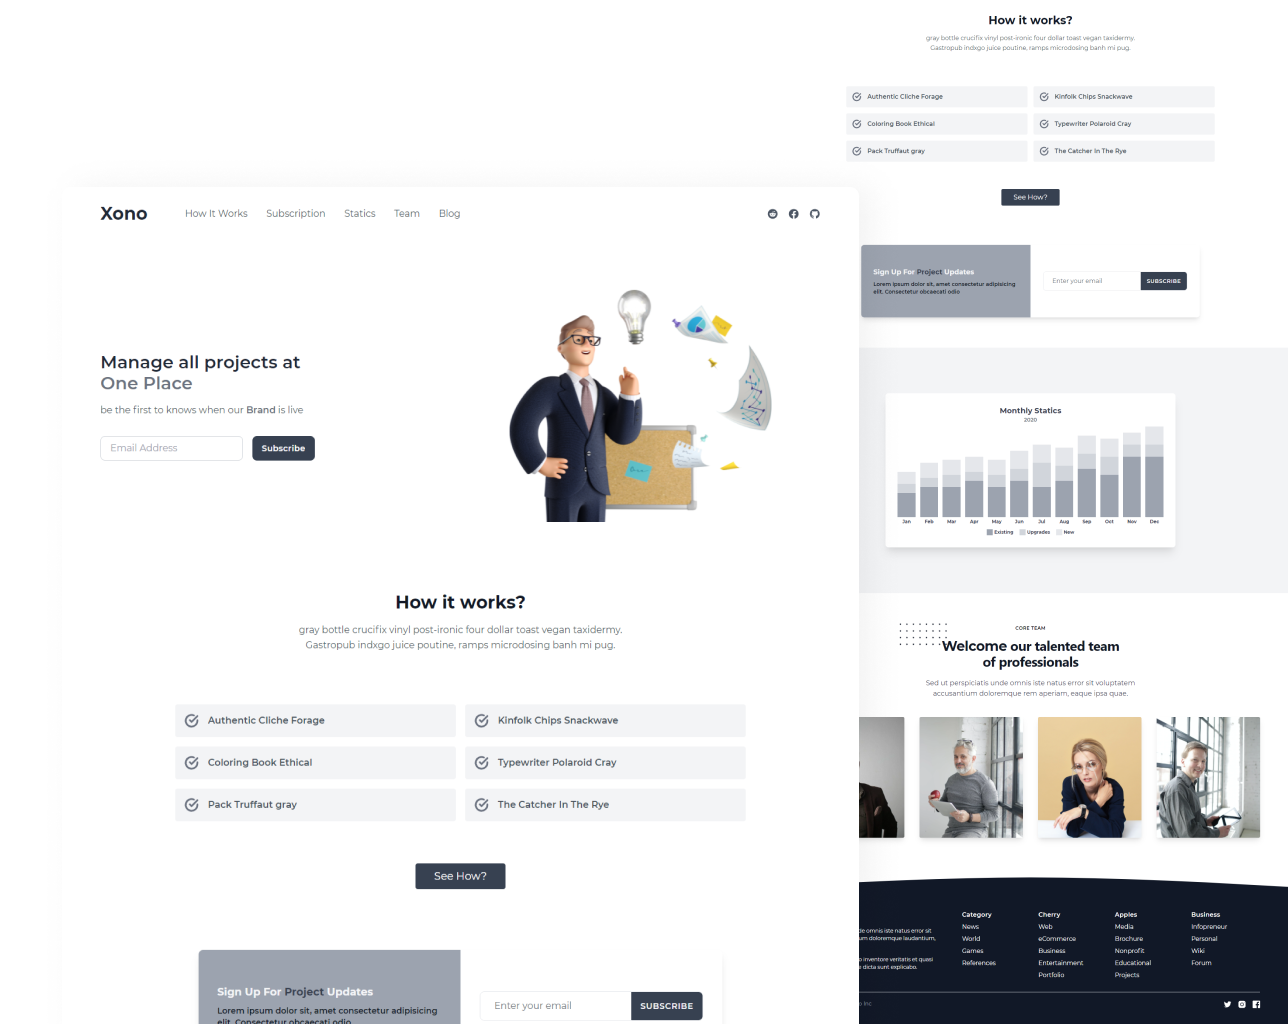 Xono
How It Works
Subscription
Statics
Team
Blog
Manage all projects at
One Place
be the first to knows when our Brand is live
Email Address
Subscribe
How it works?
gray bottle crucifix vinyl post-ironic four dollar toast vegan taxidermy.
Gastropub indxgo juice poutine, ramps microdosing banh mi pug.
Authentic Cliche Forage
Kinfolk Chips Snackwave
Coloring Book Ethical
Typewriter Polaroid Cray
Pack Truffaut gray
The Catcher In The Rye
See How?
Sign Up For Project Updates
Lorem ipsum dolor sit, amet consectetur adipisicing
elit. Consectetur obcaecati odio
Enter your email
SUBSCRIBE
How it works?
gray bottle crucifix vinyl post-ironic four dollar toast vegan taxidermy.
Gastropub indxgo juice poutine, ramps microdosing banh mi pug.
Authentic Cliche Forage
Kinfolk Chips Snackwave
Coloring Book Ethical
Typewriter Polaroid Cray
Pack Truffaut gray
The Catcher In The Rye
See How?
Sign Up For Project Updates
Lorem ipsum dolor sit, amet consectetur adipisicing
elit. Consectetur obcaecati odio
Enter your email
SUBSCRIBE
Monthly Statics
2020
Jan Feb Mar Apr May Jun Jul Aug Sep Oct Nov Dec
Existing Upgrades New
CORE TEAM
Welcome our talented team
of professionals
Sed ut perspiciatis unde omnis iste natus error sit voluptatem
accusantium doloremque rem aperiam, eaque ipsa quae.
de omnis iste natus error sit
um doloremque laudantium,
inventore veritatis et quasi
dicta sunt explicabo.
Category
News
World
Games
References
Cherry
Web
eCommerce
Business
Entertainment
Portfolio
Apples
Media
Brochure
Nonprofit
Educational
Projects
Business
Infopreneur
Personal
Wiki
Forum
Inc